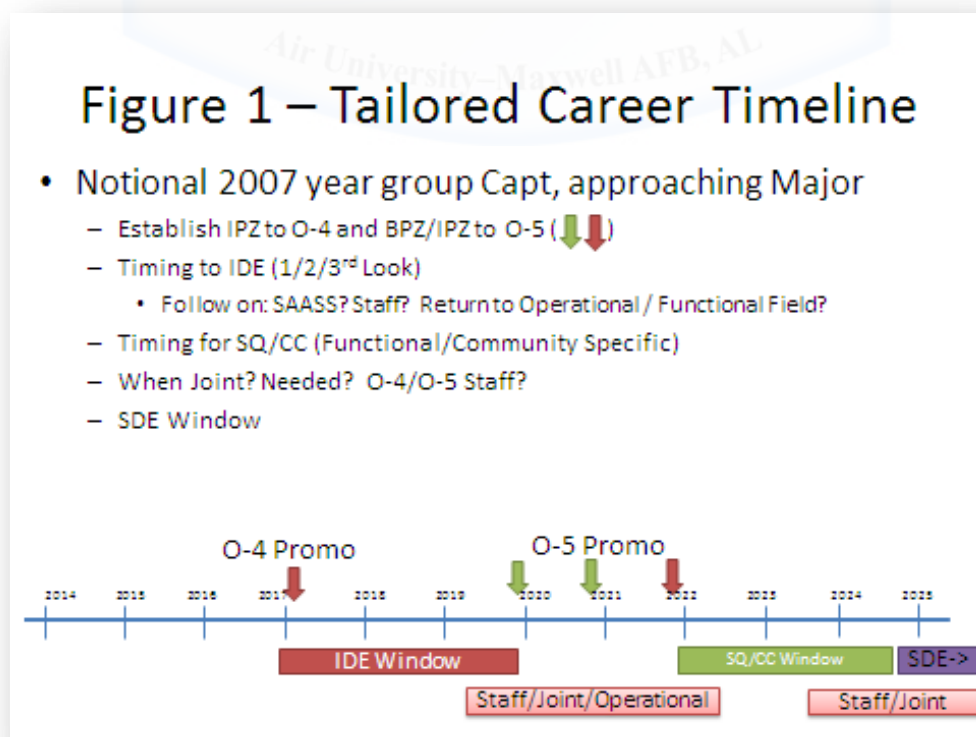 Air University–Maxwell AFB, AL
Figure 1 – Tailored Career Timeline
• Notional 2007 year group Capt, approaching Major
– Establish IPZ to O-4 and BPZ/IPZ to O-5 ( )
– Timing to IDE (1/2/3rd Look)
• Follow on: SAASS? Staff? Return to Operational / Functional Field?
– Timing for SQ/CC (Functional/Community Specific)
– When Joint? Needed? O-4/O-5 Staff?
– SDE Window
O-4 Promo O-5 Promo
2014 2015 2016 2017 2018 2019 2020 2021 2022 2023 2024 2025
IDE Window SQ/CC Window SDE->
Staff/Joint/Operational Staff/Joint